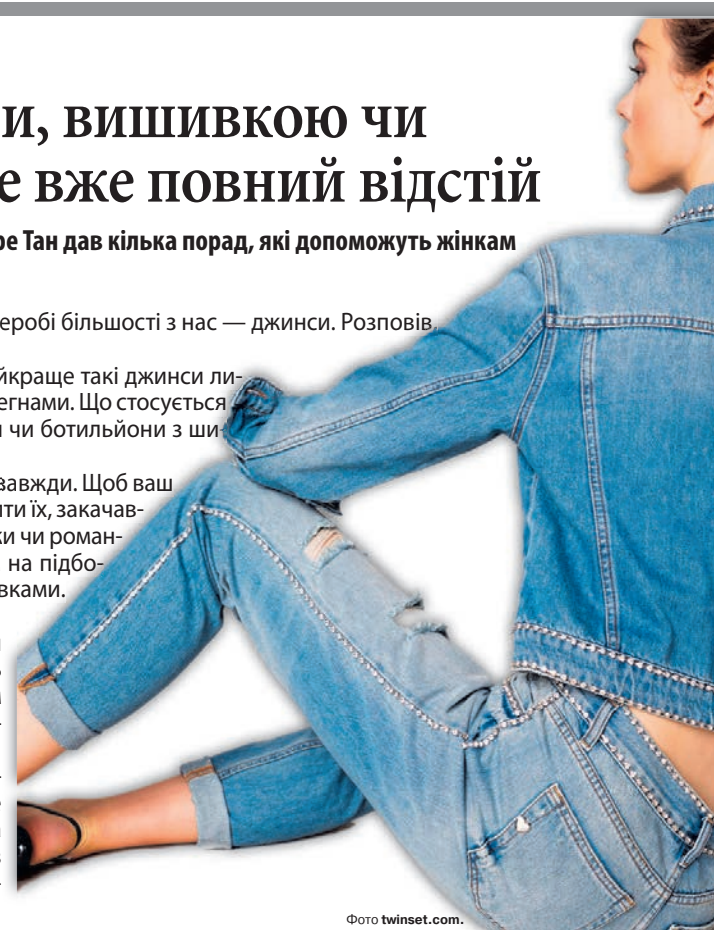 и, вишивкою чи
е вже повний відстій
ре Тан дав кілька порад, які допоможуть жінкам
еробі більшості з нас — джинси. Розповів,
йкраще такі джинси ли-
егнами. Що стосується
и чи ботильйони з ши-
завжди. Щоб ваш
ити їх, закачав-
ки чи роман-
на підбо-
вками.
Фото twinset.com.